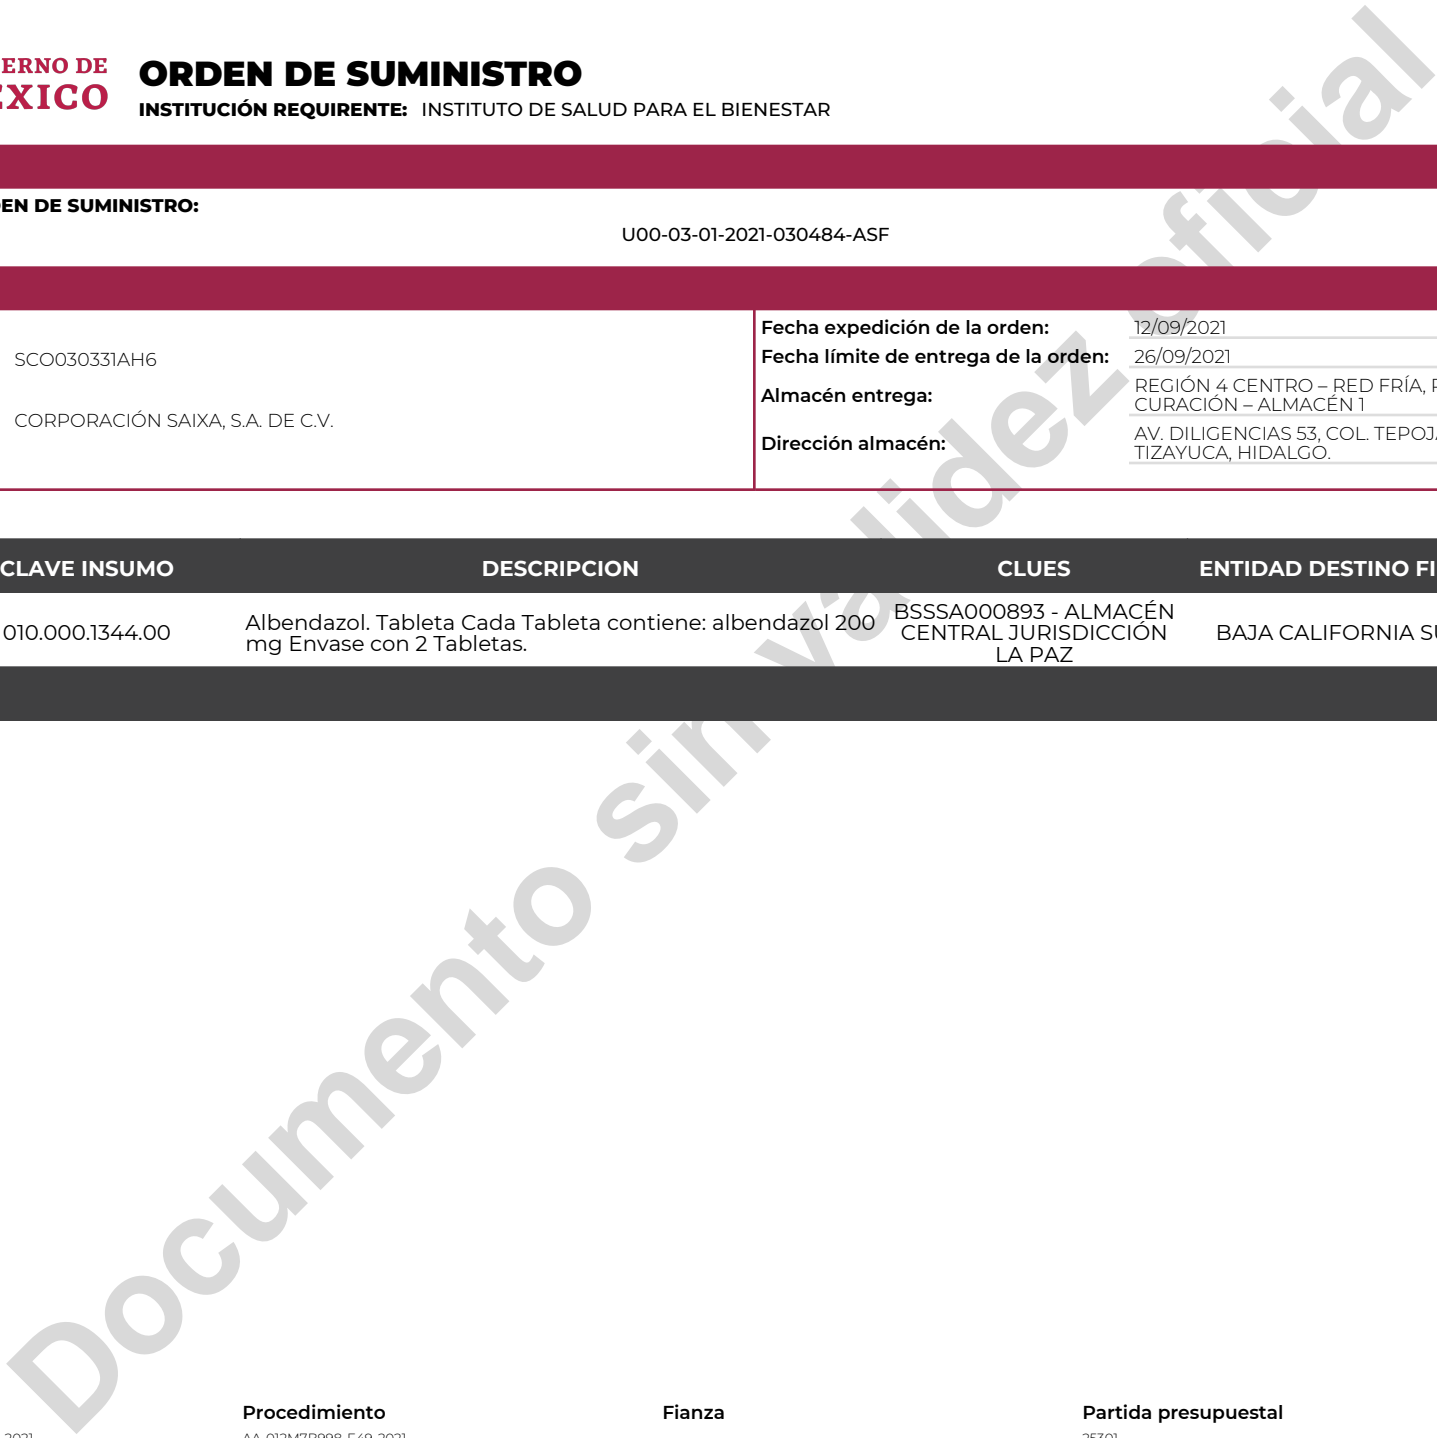 ERNO DE
EXICO
ORDEN DE SUMINISTRO
INSTITUCIÓN REQUIRENTE: INSTITUTO DE SALUD PARA EL BIENESTAR
EN DE SUMINISTRO:
U00-03-01-2021-030484-ASF
SCO030331AH6
CORPORACIÓN SAIXA, S.A. DE C.V.
Fecha expedición de la orden: 12/09/2021
Fecha límite de entrega de la orden: 26/09/2021
Almacén entrega: REGIÓN 4 CENTRO – RED FRÍA,
CURACIÓN – ALMACÉN 1
Dirección almacén: AV. DILIGENCIAS 53, COL. TEPOJ
TIZAYUCA, HIDALGO.
CLAVE INSUMO DESCRIPCION CLUES ENTIDAD DESTINO FI
010.000.1344.00
Albendazol. Tableta Cada Tableta contiene: albendazol 200
mg Envase con 2 Tabletas.
BSSSA000893 - ALMACÉN
CENTRAL JURISDICCIÓN
LA PAZ
BAJA CALIFORNIA SU
Documento sin validez oficial
Procedimiento Fianza Partida presupuestal